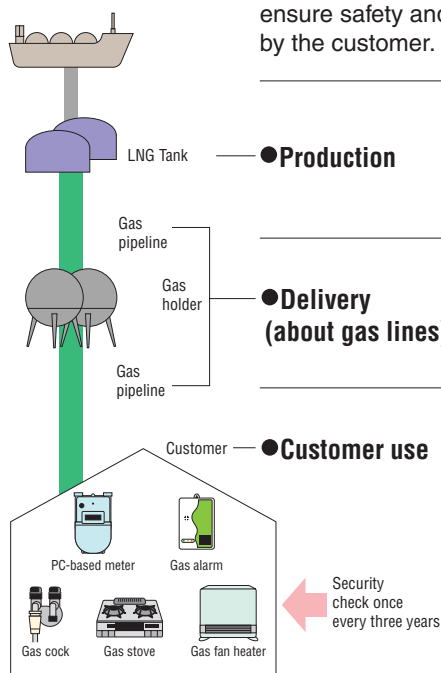 ensure safety and
by the customer.
LNG Tank
●Production
Gas
pipeline
Gas
holder
●Delivery
(about gas lines)
Gas
pipeline
Customer
●Customer use
PC-based meter
Gas alarm
Security
check once
every three years
Gas cock
Gas stove
Gas fan heater